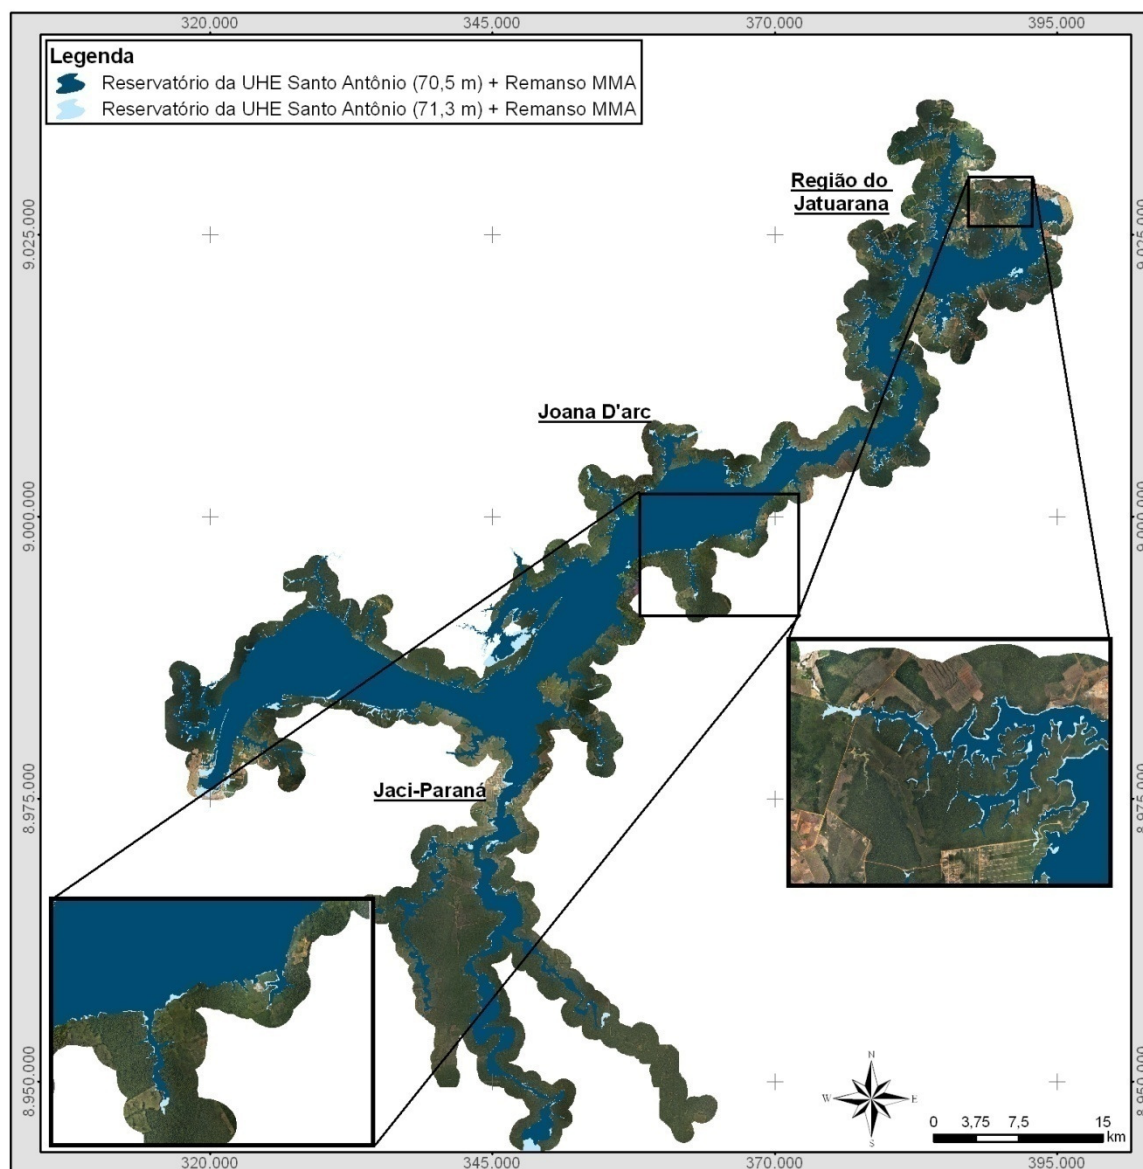 320.000 345.000 370.000 395.000
Legenda
Reservatório da UHE Santo Antônio (70,5 m) + Remanso MMA
Reservatório da UHE Santo Antônio (71,3 m) + Remanso MMA
Região do
Jatuarana
9.025.000 9.025.000
Joana D'arc
9.000.000 9.000.000
Jaci-Paraná
8.975.000 8.975.000
8.950.000 8.950.000
N
W E
S
0 3,75 7,5 15
km
320.000 345.000 370.000 395.000